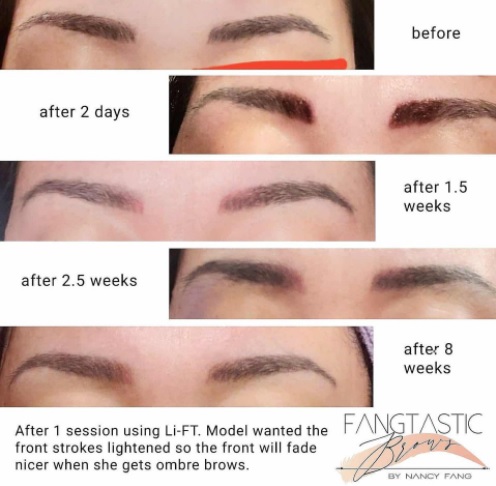 before
after 2 days
after 1.5
weeks
after 2.5 weeks
after 8
weeks
After 1 session using Li-FT. Model wanted the
front strokes lightened so the front will fade
nicer when she gets ombre brows.
FANGTASTIC
Brows
BY NANCY FANG